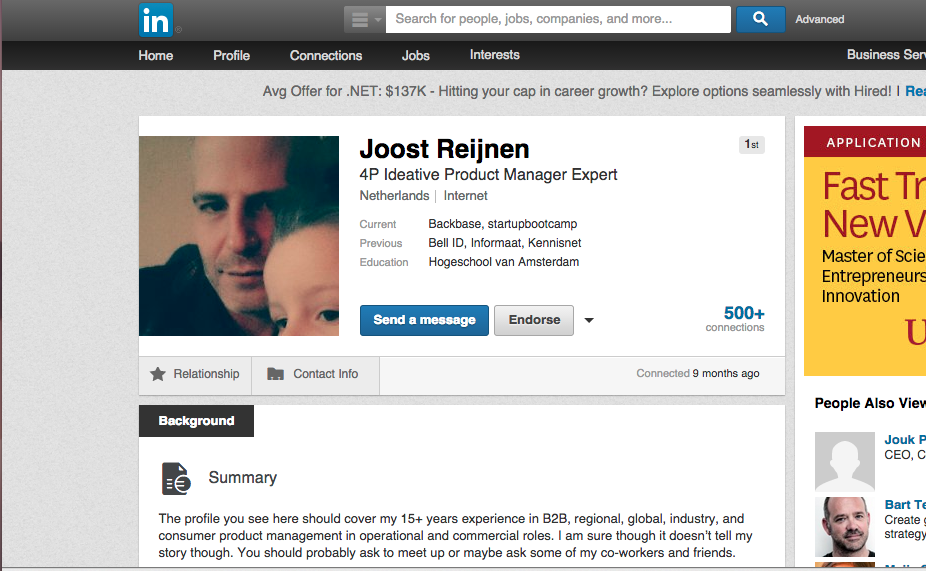 in
Search for people, jobs, companies, and more...
Advanced
Home Profile Connections Jobs Interests
Business Ser
Avg Offer for .NET: $137K - Hitting your cap in career growth? Explore options seamlessly with Hired! |
Joost Reijnen
1st
4P Ideative Product Manager Expert
Netherlands | Internet
Current Backbase, startupbootcamp
Previous Bell ID, Informaat, Kennisnet
Education Hogeschool van Amsterdam
Send a message Endorse
500+
connections
Relationship Contact Info
Connected 9 months ago
Background
Summary
The profile you see here should cover my 15+ years experience in B2B, regional, global, industry, and
consumer product management in operational and commercial roles. I am sure though it doesn't tell my
story though. You should probably ask to meet up or maybe ask some of my co-workers and friends.
APPLICATION
Fast Tr
New V
Master of Scie
Entrepreneurs
Innovation
U
People Also View
Jouk P
CEO, C
Bart Te
Create g
strategy